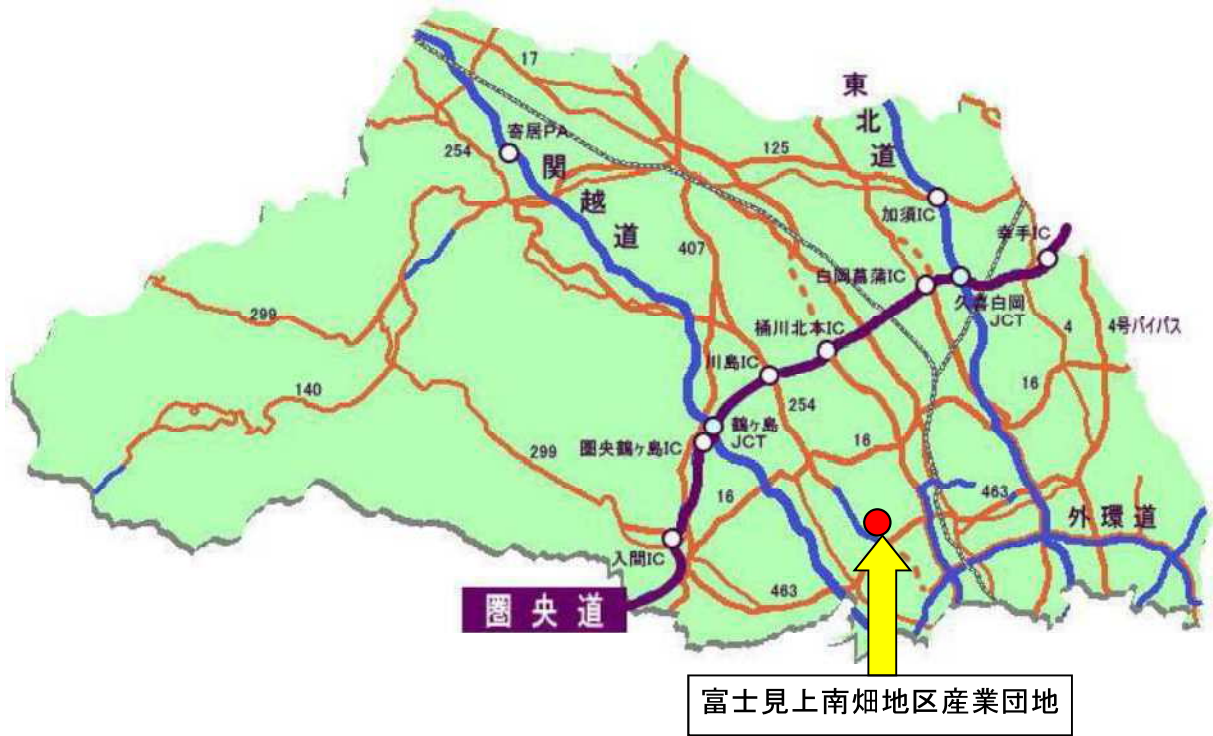 17
東北道
寄居PA
254
関越道
125
加須IC
幸手IC
407
白岡菖蒲IC
久喜白岡
JCT
299
桶川北本IC
4
4号バイパス
川島IC
140
16
254
鶴ヶ島
JCT
圏央鶴ヶ島IC
16
299
16
463
外環道
入間IC
463
圏央道
富士見上南畑地区産業団地